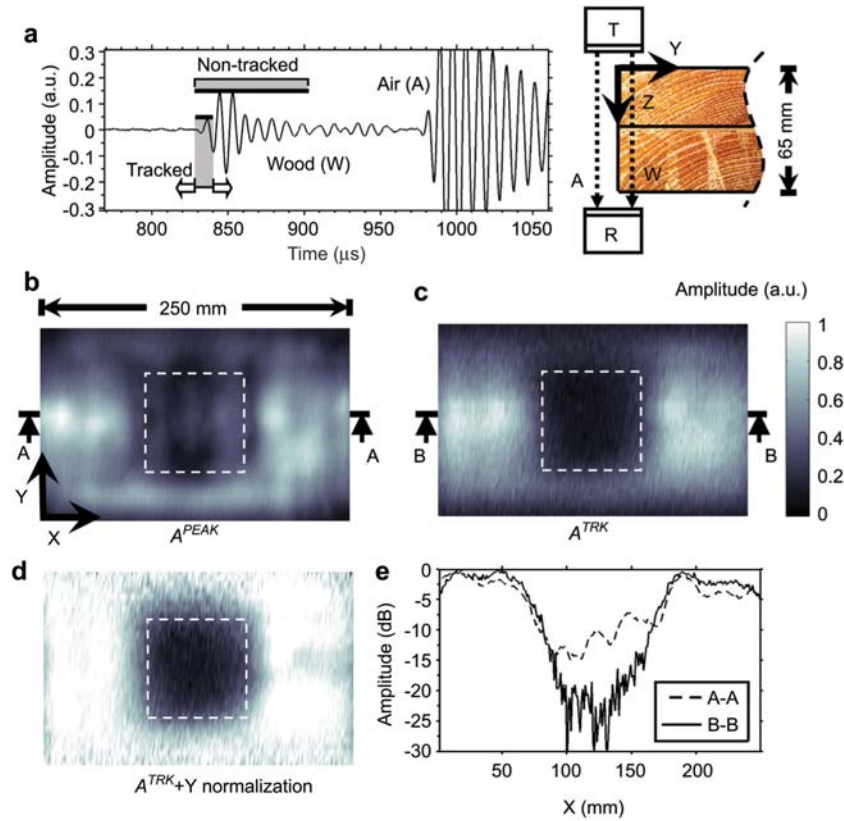 a
0.3
0.2
0.1
0
-0.1
-0.2
-0.3
Amplitude (a.u.)
Non-tracked
Tracked
Wood (W)
Air (A)
800
850
900
950
1000
1050
Time (μs)
T
Y
Z
A
W
R
65 mm
b
250 mm
A
A
Y
X
A^PEAK
c
B
B
A^TRK
Amplitude (a.u.)
1
0.8
0.6
0.4
0.2
0
d
A^TRK+Y normalization
e
0
-5
-10
-15
-20
-25
-30
Amplitude (dB)
A-A
B-B
50
100
150
200
X (mm)